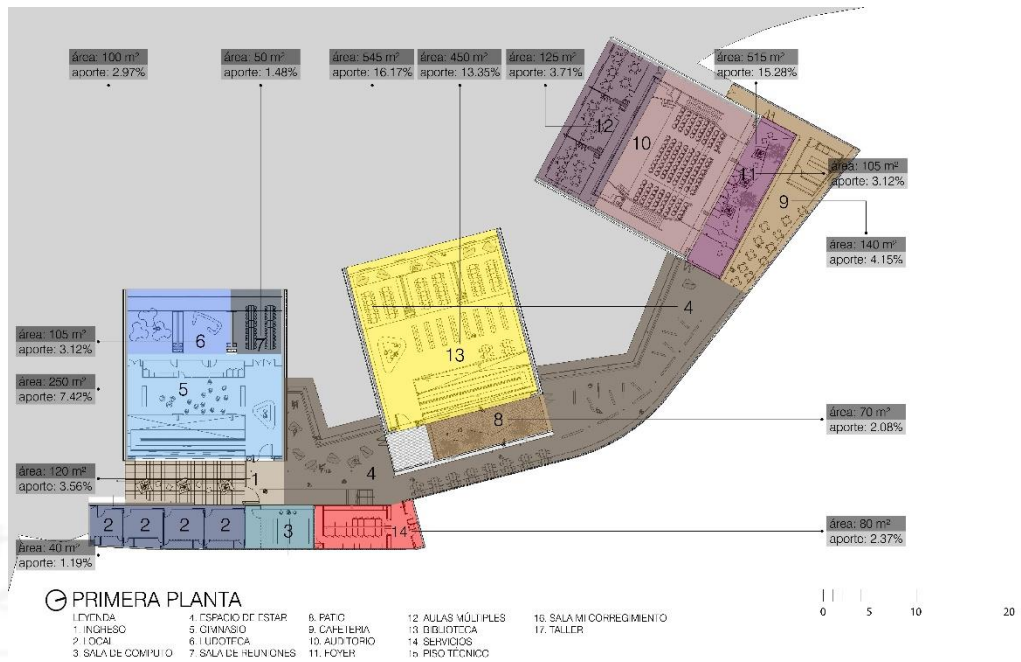 área: 100 m²
aporte: 2.97%
área: 50 m²
aporte: 1.48%
área: 545 m²
aporte: 16.17%
área: 450 m²
aporte: 13.35%
área: 125 m²
aporte: 3.71%
área: 515 m²
aporte: 15.28%
12
10
11
9
área: 105 m²
aporte: 3.12%
área: 140 m²
aporte: 4.15%
4
6
7
13
área: 105 m²
aporte: 3.12%
5
área: 250 m²
aporte: 7.42%
8
área: 70 m²
aporte: 2.08%
área: 120 m²
aporte: 3.56%
1
4
2
2
2
2
3
14
área: 80 m²
aporte: 2.37%
área: 40 m²
aporte: 1.19%
PRIMERA PLANTA
0 5 10 20
LEYENDA
1. INGRESO
2. LOCAL
3. SALA DE COMPUTO
4. ESPACIO DE ESTAR
5. GIMNASIO
6. LUDOTECA
7. SALA DE REUNIONES
8. PATIO
9. CAFETERIA
10. AUDITORIO
11. FOYER
12 AULAS MÚLTIPLES
13 BIBLIOTECA
14 SERVICIOS
15 PISO TÉCNICO
16. SALA MI CORREGIMIENTO
17. TALLER